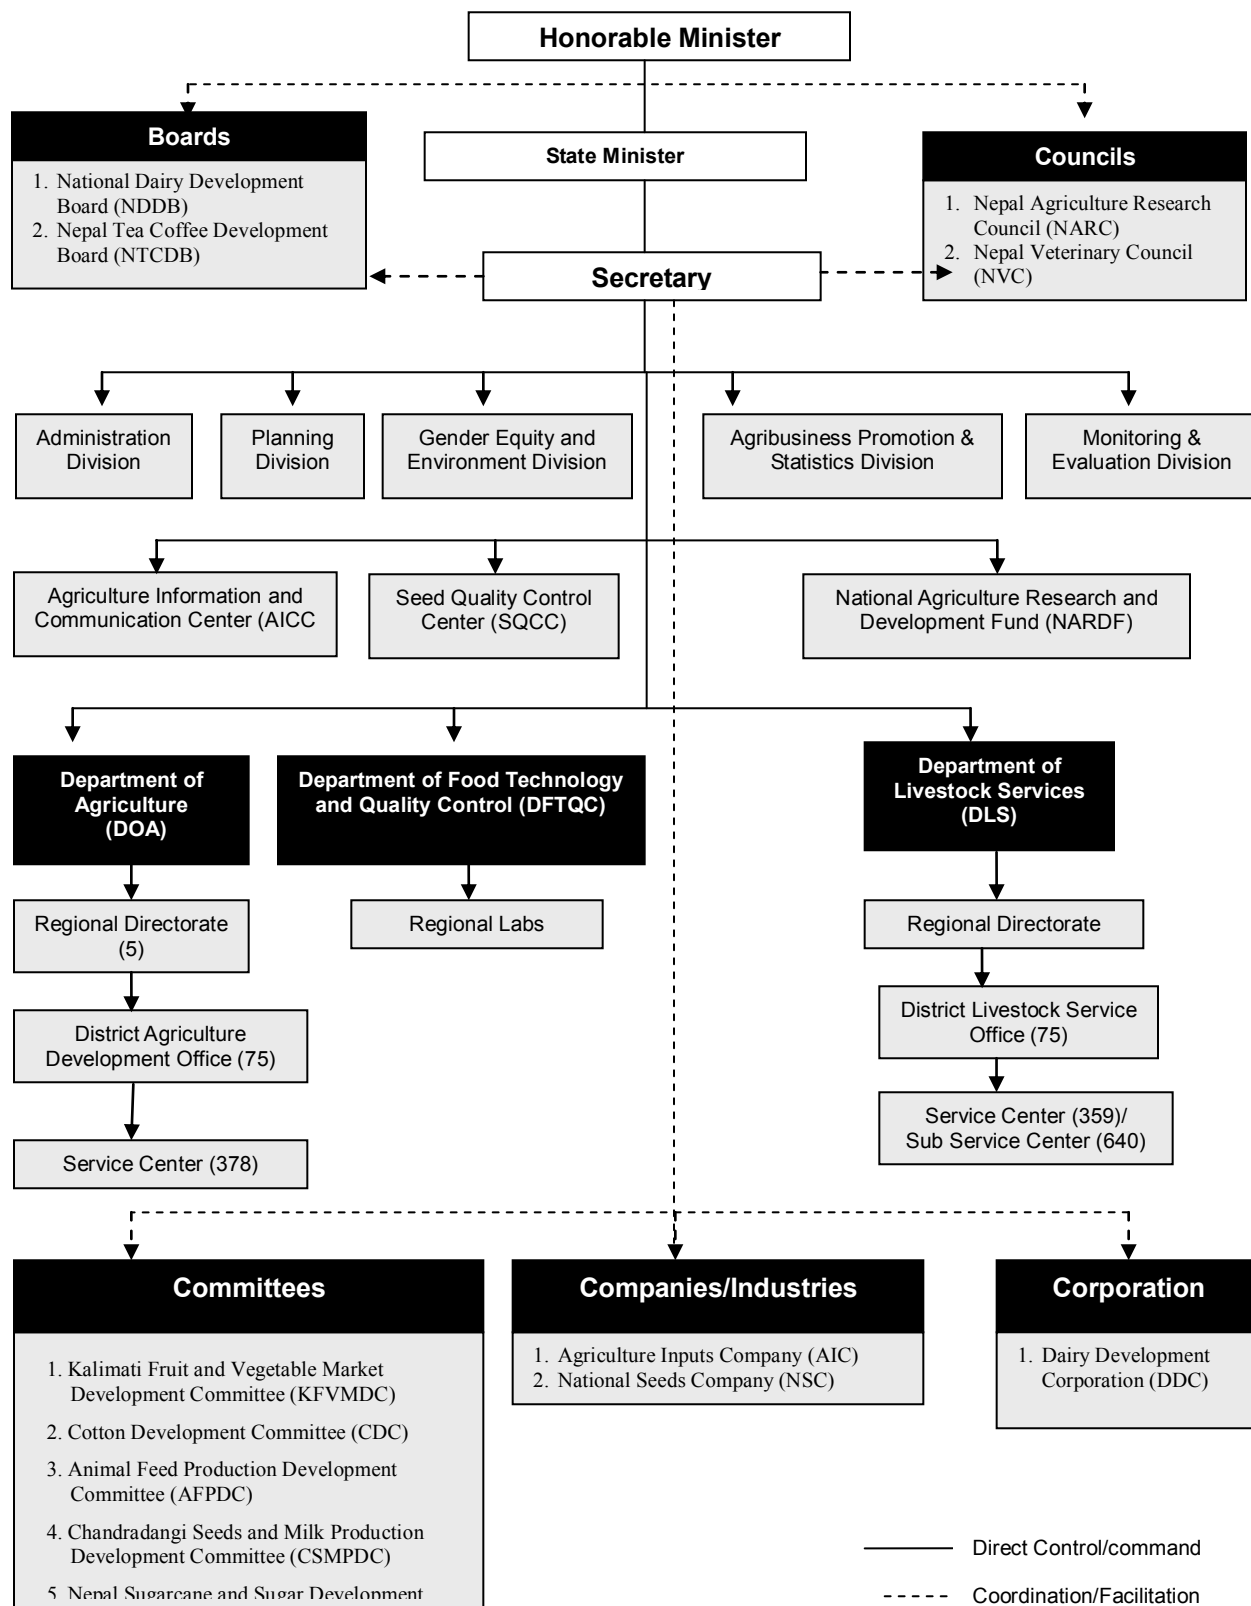 Honorable Minister
Boards
1. National Dairy Development
Board (NDDB)
2. Nepal Tea Coffee Development
Board (NTCDB)
State Minister
Councils
1. Nepal Agriculture Research
Council (NARC)
2. Nepal Veterinary Council
(NVC)
Secretary
Administration
Division
Planning
Division
Gender Equity and
Environment Division
Agribusiness Promotion &
Statistics Division
Monitoring &
Evaluation Division
Agriculture Information and
Communication Center (AICC
Seed Quality Control
Center (SQCC)
National Agriculture Research and
Development Fund (NARDF)
Department of
Agriculture
(DOA)
Department of Food Technology
and Quality Control (DFTQC)
Department of
Livestock Services
(DLS)
Regional Directorate
(5)
Regional Labs
Regional Directorate
District Agriculture
Development Office (75)
District Livestock Service
Office (75)
Service Center (378)
Service Center (359)/
Sub Service Center (640)
Committees
1. Kalimati Fruit and Vegetable Market
Development Committee (KFVMDC)
2. Cotton Development Committee (CDC)
3. Animal Feed Production Development
Committee (AFPDC)
4. Chandradangi Seeds and Milk Production
Development Committee (CSMPDC)
5. Nepal Sugarcane and Sugar Development
Companies/Industries
1. Agriculture Inputs Company (AIC)
2. National Seeds Company (NSC)
Corporation
1. Dairy Development
Corporation (DDC)
Direct Control/command
Coordination/Facilitation